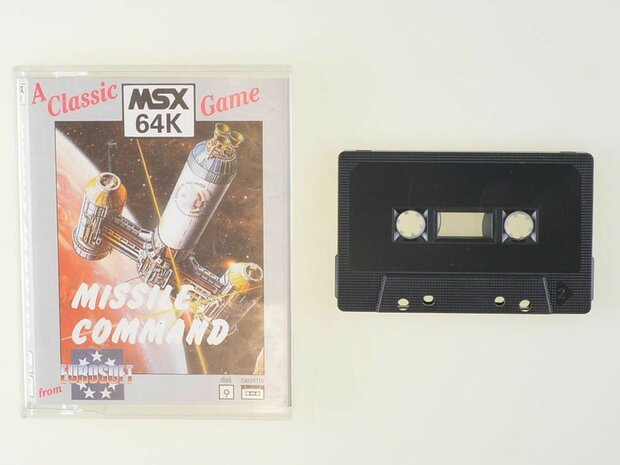 A Classic Game
MSX
64K
MISSILE
COMMAND
from EUROSOFT
disk cassette